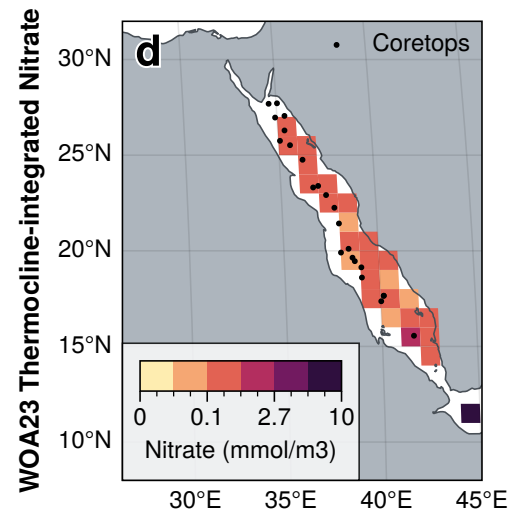 WOA23 Thermocline-integrated Nitrate
d
Coretops
30°N
25°N
20°N
15°N
10°N
0 0.1 2.7 10
Nitrate (mmol/m3)
30°E 35°E 40°E 45°E